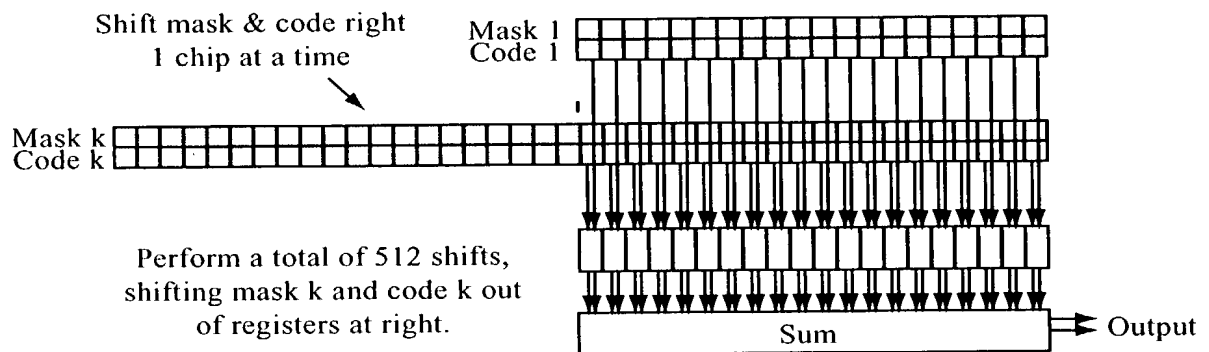 Shift mask & code right
1 chip at a time
Mask 1
Code 1
Mask k
Code k
Perform a total of 512 shifts,
shifting mask k and code k out
of registers at right.
Sum
Output